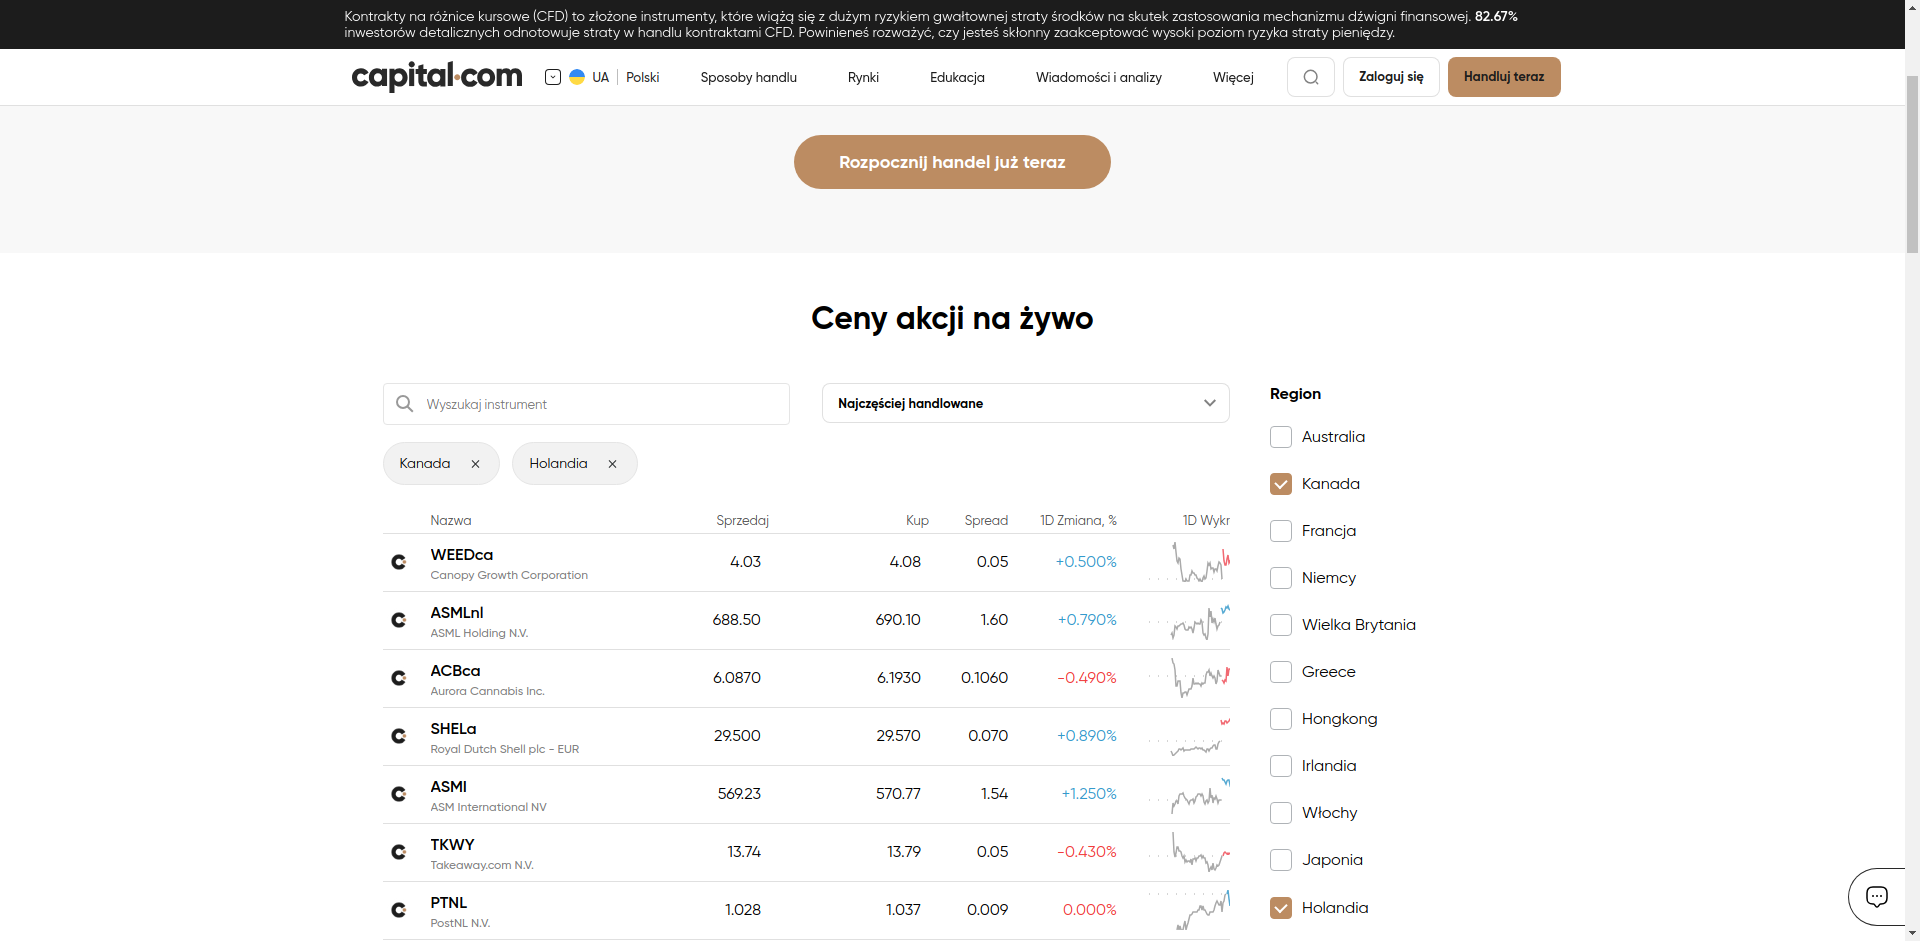 Kontrakty na różnice kursowe (CFD) to złożone instrumenty, które wiążą się z dużym ryzykiem gwałtownej straty środków na skutek zastosowania mechanizmu dźwigni finansowej. 82.67%
inwestorów detalicznych odnotowuje straty w handlu kontraktami CFD. Powinieneś rozważyć, czy jesteś skłonny zaakceptować wysoki poziom ryzyka straty pieniędzy.
capital.com UA Polski Sposoby handlu Rynki Edukacja Wiadomości i analizy Więcej Zaloguj się Handluj teraz
Rozpocznij handel już teraz
Ceny akcji na żywo
Wyszukaj instrument
Najczęściej handlowane
Kanada Holandia
Nazwa Sprzedaj Kup Spread 1D Zmiana, % 1D Wykr
WEEDca 4.03 4.08 0.05 +0.500%
Canopy Growth Corporation
ASMLnl 688.50 690.10 1.60 +0.790%
ASML Holding N.V.
ACBca 6.0870 6.1930 0.1060 -0.490%
Aurora Cannabis Inc.
SHELa 29.500 29.570 0.070 +0.890%
Royal Dutch Shell plc - EUR
ASMI 569.23 570.77 1.54 +1.250%
ASM International NV
TKWY 13.74 13.79 0.05 -0.430%
Takeaway.com N.V.
PTNL 1.028 1.037 0.009 0.000%
PostNL N.V.
Region
Australia
Kanada
Francja
Niemcy
Wielka Brytania
Greece
Hongkong
Irlandia
Włochy
Japonia
Holandia